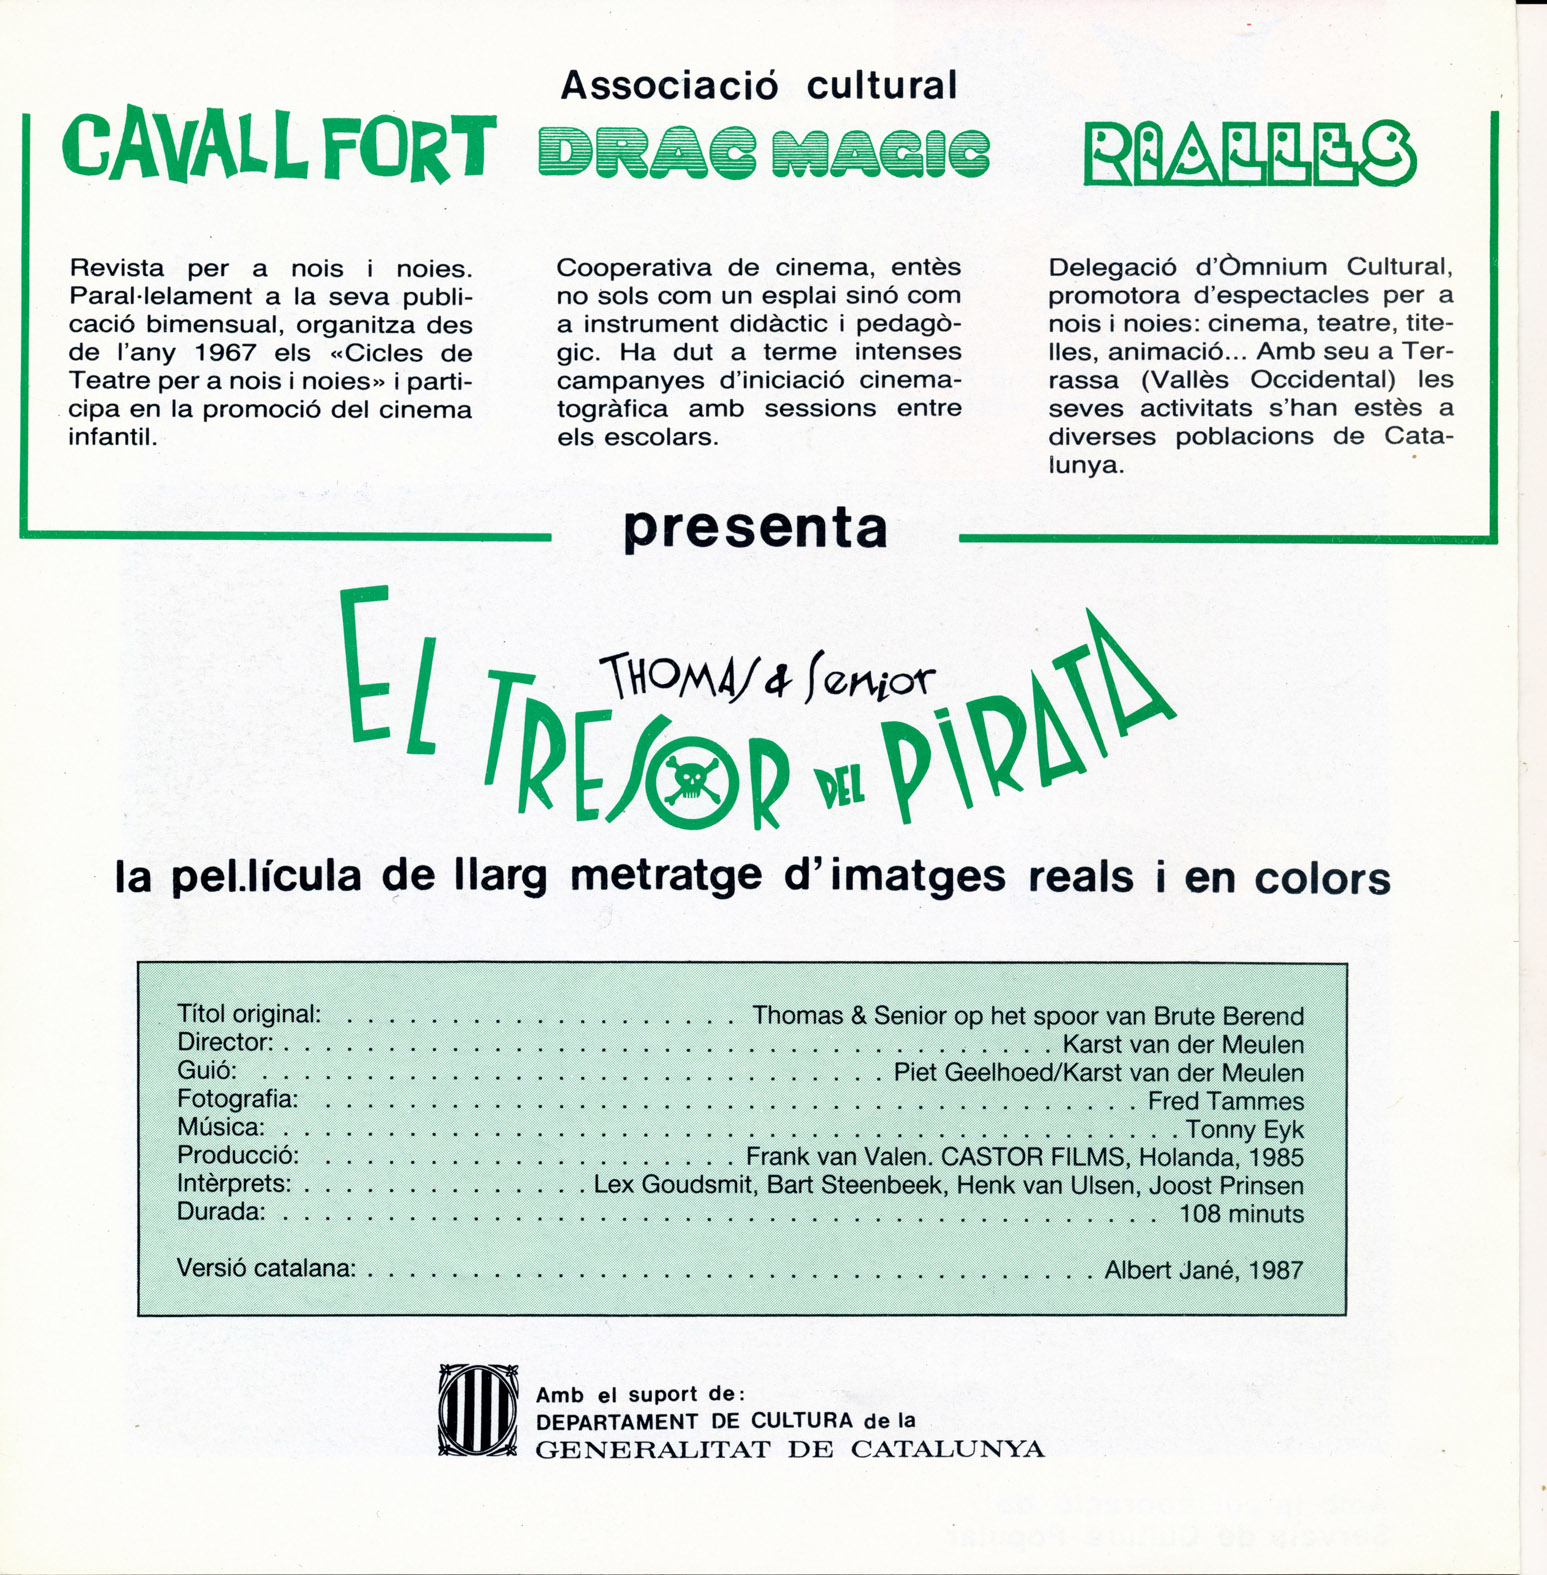 Associació cultural
CAVALL FORT
DRAC MAGIC
RIALLES
Revista per a nois i noies.
Paral·lelament a la seva publi-
cació bimensual, organitza des
de l'any 1967 els «Cicles de
Teatre per a nois i noies» i parti-
cipa en la promoció del cinema
infantil.
Cooperativa de cinema, entès
no sols com un esplai sinó com
a instrument didàctic i pedagò-
gic. Ha dut a terme intenses
campanyes d'iniciació cinema-
togràfica amb sessions entre
els escolars.
Delegació d'Òmnium Cultural,
promotora d'espectacles per a
nois i noies: cinema, teatre, tite-
lles, animació... Amb seu a Ter-
rassa (Vallès Occidental) les
seves activitats s'han estès a
diverses poblacions de Cata-
lunya.
presenta
THOMAS & Senior
EL TRESOR DEL PIRATA
la pel.lícula de llarg metratge d'imatges reals i en colors
Títol original: . . . . . . . . . . . . . . . . . . . Thomas & Senior op het spoor van Brute Berend
Director: . . . . . . . . . . . . . . . . . . . . . . . . . . . . . . . . . Karst van der Meulen
Guió: . . . . . . . . . . . . . . . . . . . . . . . . . . . Piet Geelhoed/Karst van der Meulen
Fotografia: . . . . . . . . . . . . . . . . . . . . . . . . . . . . . . . . . . . Fred Tammes
Música: . . . . . . . . . . . . . . . . . . . . . . . . . . . . . . . . . . . . . . Tonny Eyk
Producció: . . . . . . . . . . . . . . . . . . . . Frank van Valen. CASTOR FILMS, Holanda, 1985
Intèrprets: . . . . . . . . . . . . . . Lex Goudsmit, Bart Steenbeek, Henk van Ulsen, Joost Prinsen
Durada: . . . . . . . . . . . . . . . . . . . . . . . . . . . . . . . . . . . . . 108 minuts
Versió catalana: . . . . . . . . . . . . . . . . . . . . . . . . . . . . . . . Albert Jané, 1987
Amb el suport de:
DEPARTAMENT DE CULTURA de la
GENERALITAT DE CATALUNYA